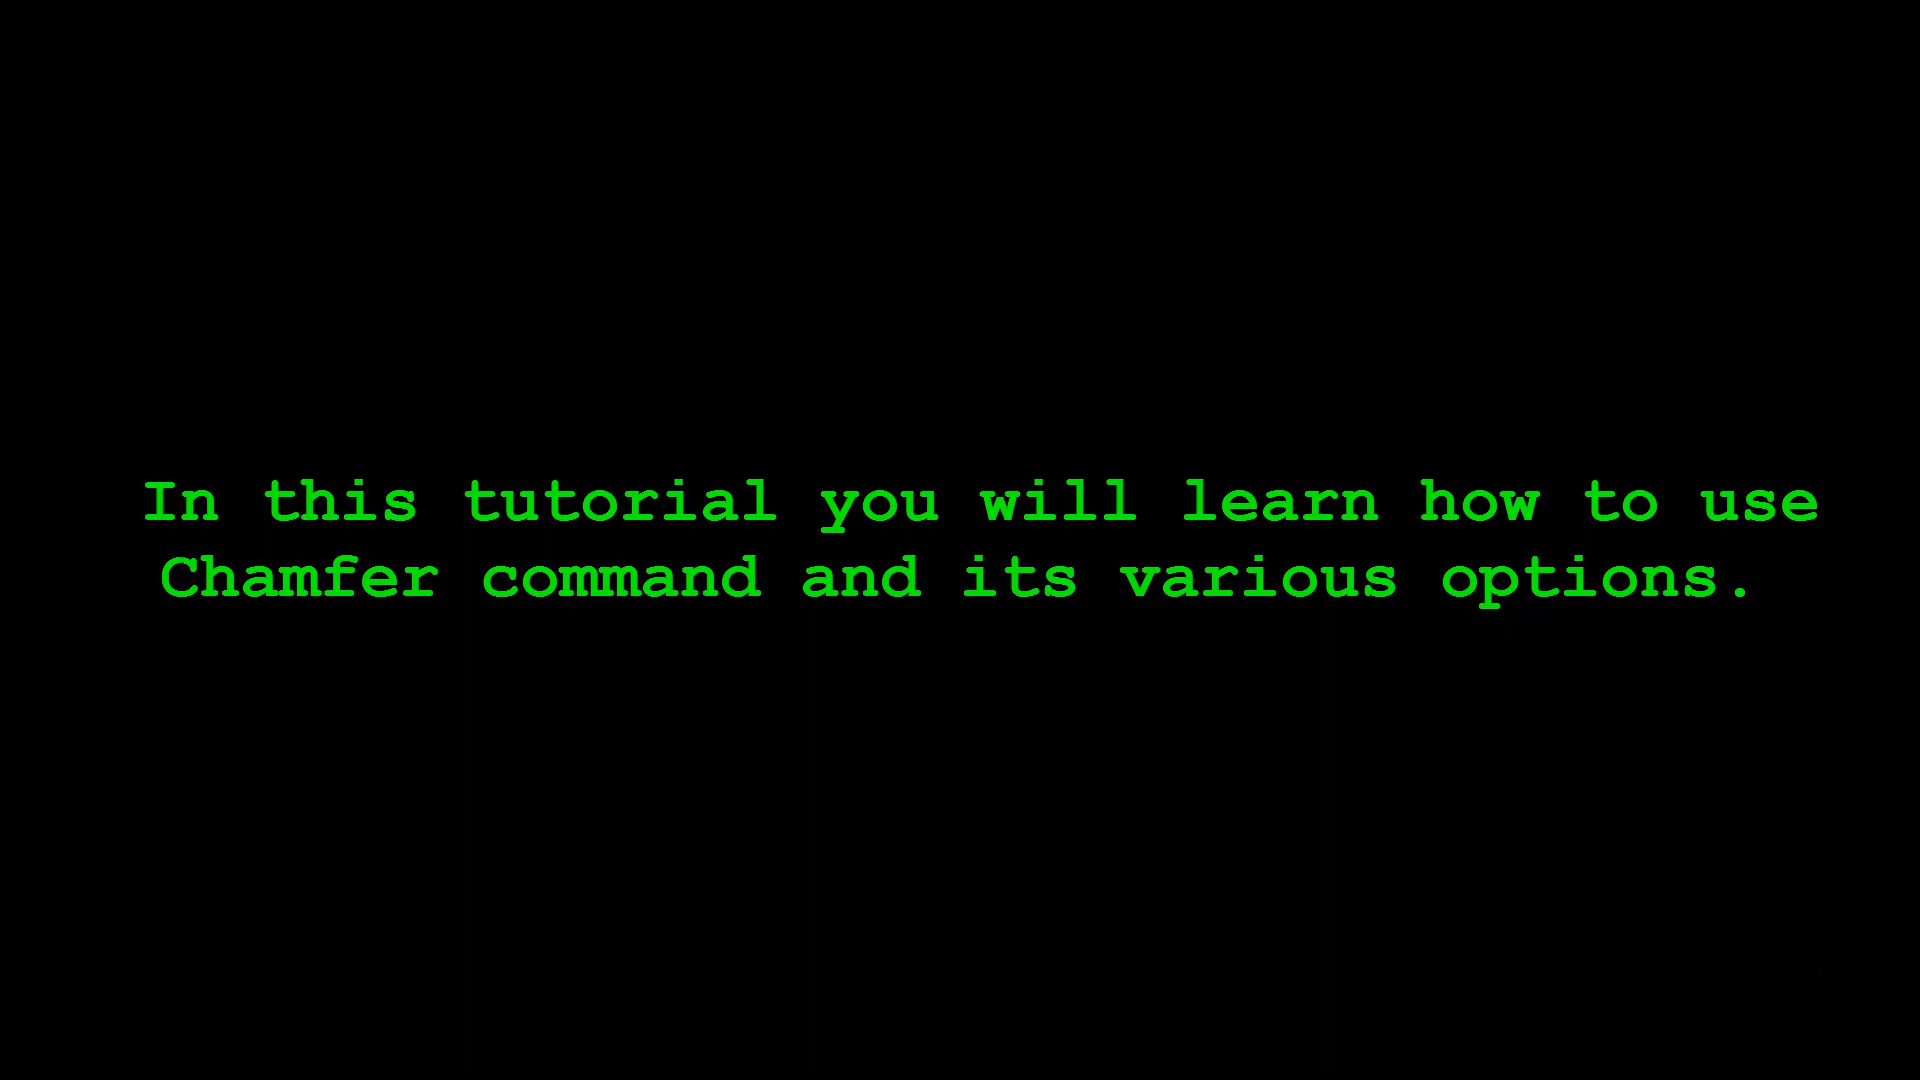 In this tutorial you will learn how to use
Chamfer command and its various options.